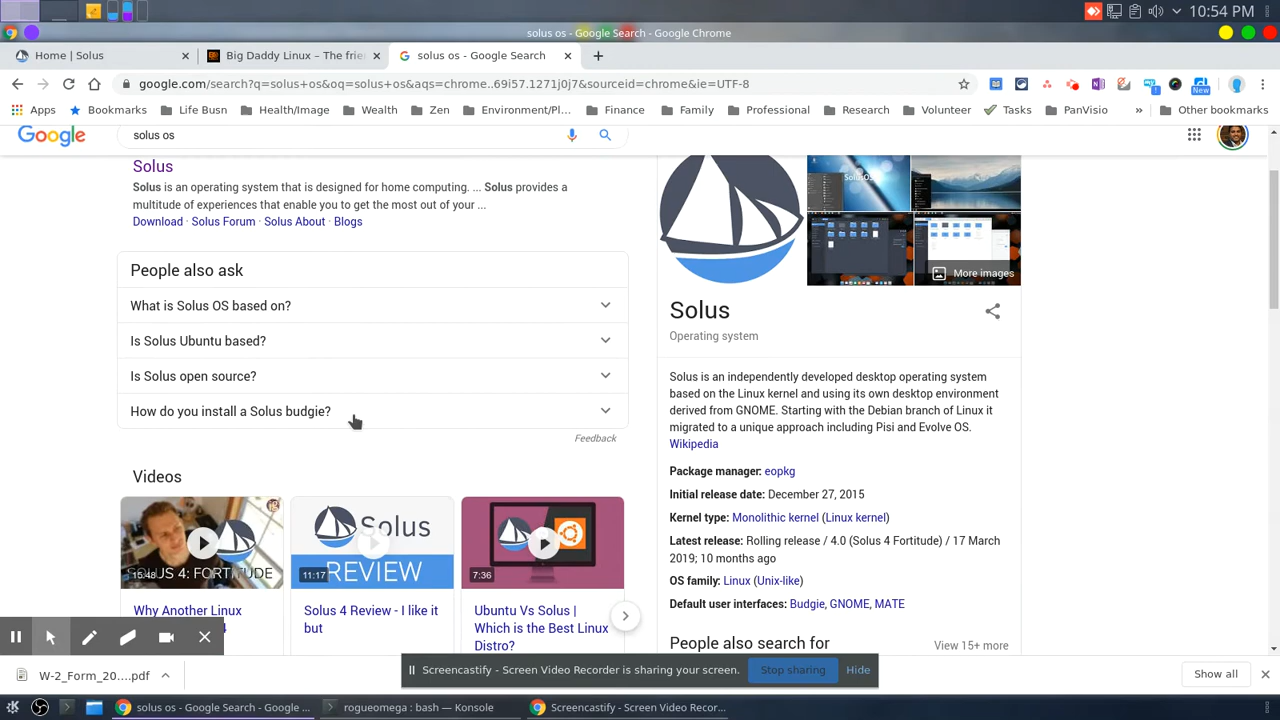 10:54 PM
solus os - Google Search - Google Chrome
Home | Solus
Big Daddy Linux – The frie
solus os - Google Search
google.com/search?q=solus+os&oq=solus+os&aqs=chrome..69i57.1271j0j7&sourceid=chrome&ie=UTF-8
New
Apps
Bookmarks
Life Busn
Health/Image
Wealth
Zen
Environment/Pl...
Finance
Family
Professional
Research
Volunteer
Tasks
PanVisio
»
Other bookmarks
Google
solus os
Solus
Solus is an operating system that is designed for home computing. ... Solus provides a
multitude of experiences that enable you to get the most out of your ...
Download · Solus Forum · Solus About · Blogs
People also ask
What is Solus OS based on?
Is Solus Ubuntu based?
Is Solus open source?
How do you install a Solus budgie?
Feedback
Videos
SOLUS 4: FORTITUDE
Solus
REVIEW
11:17
7:36
Why Another Linux
4
Solus 4 Review - I like it
but
Ubuntu Vs Solus |
Which is the Best Linux
Distro?
More images
Solus
Operating system
Solus is an independently developed desktop operating system
based on the Linux kernel and using its own desktop environment
derived from GNOME. Starting with the Debian branch of Linux it
migrated to a unique approach including Pisi and Evolve OS.
Wikipedia
Package manager: eopkg
Initial release date: December 27, 2015
Kernel type: Monolithic kernel (Linux kernel)
Latest release: Rolling release / 4.0 (Solus 4 Fortitude) / 17 March
2019; 10 months ago
OS family: Linux (Unix-like)
Default user interfaces: Budgie, GNOME, MATE
People also search for
View 15+ more
Screencastify - Screen Video Recorder is sharing your screen.
Stop sharing
Hide
W-2_Form_20....pdf
Show all
solus os - Google Search - Google ...
rogueomega : bash — Konsole
Screencastify - Screen Video Recor...